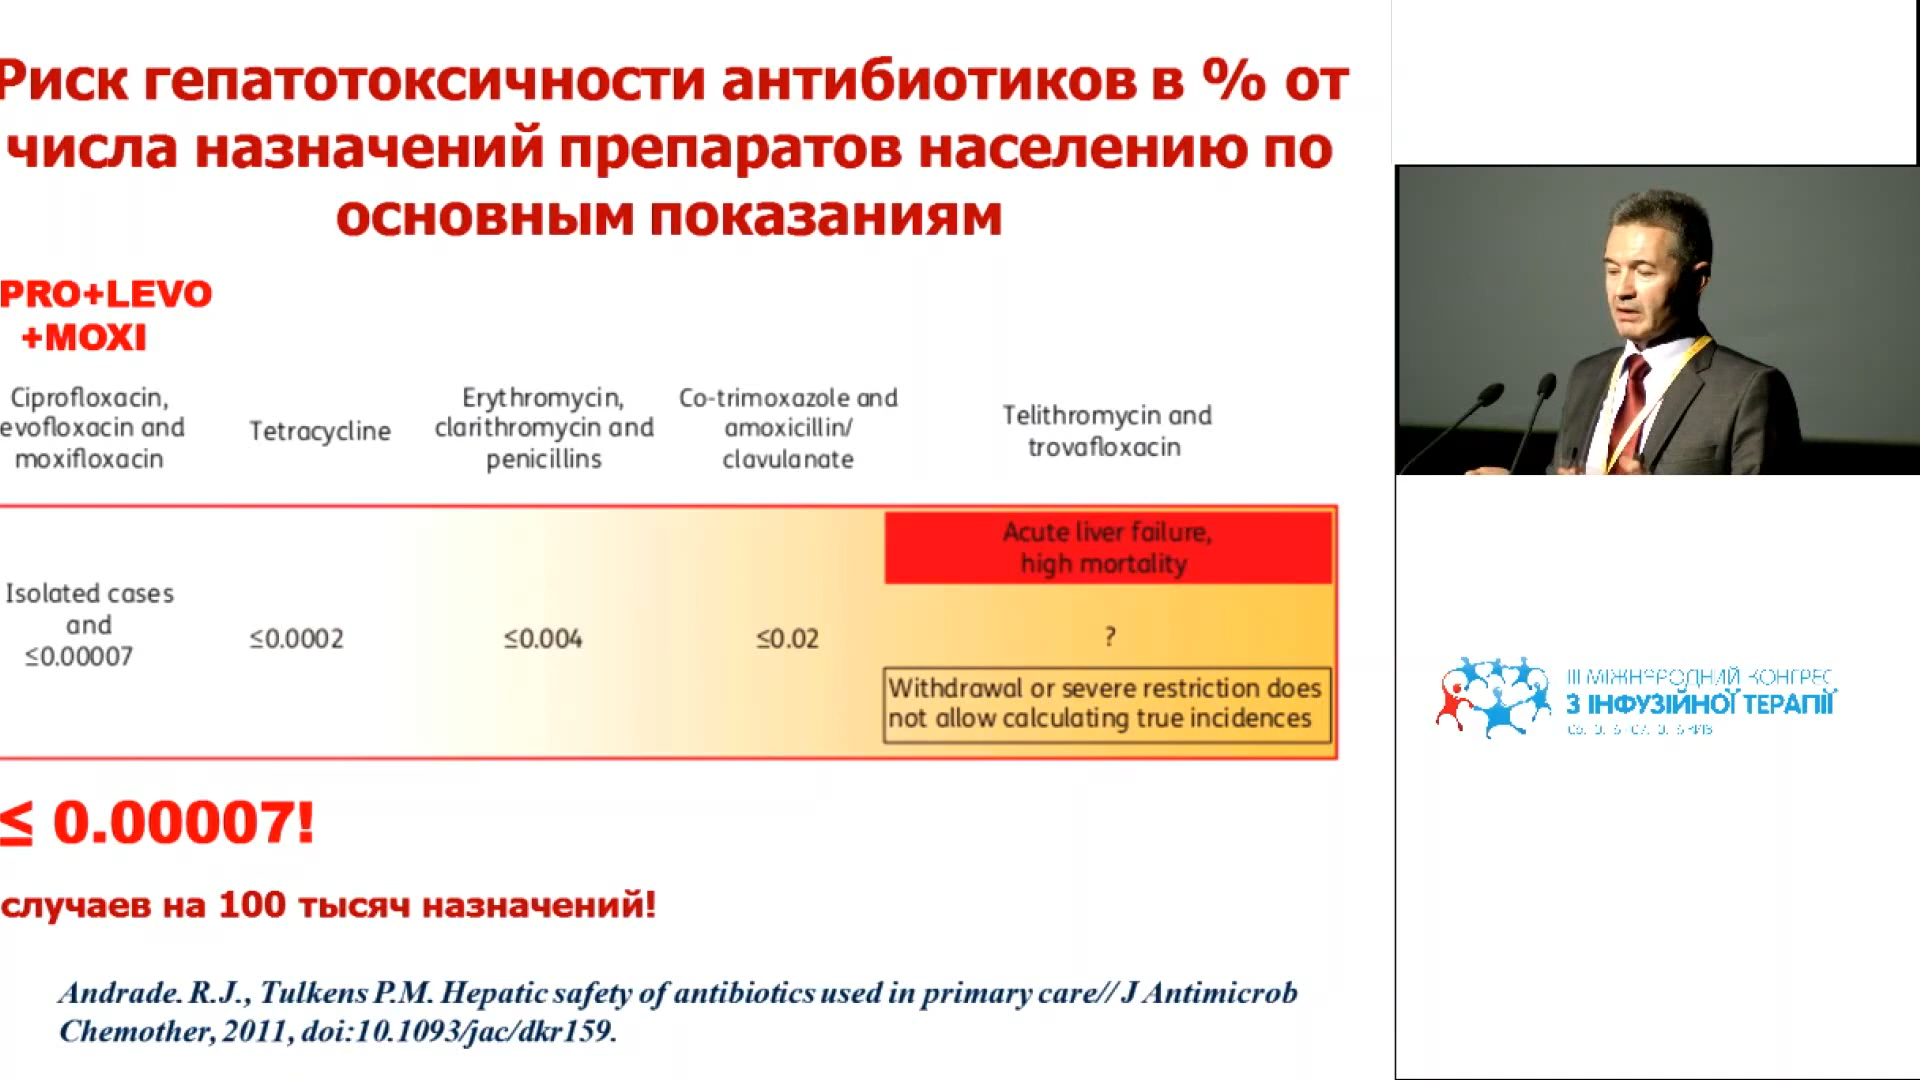 Риск гепатотоксичности антибиотиков в % от
числа назначений препаратов населению по
основным показаниям
PRO+LEVO
+MOXI
Ciprofloxacin,
evofloxacin and
moxifloxacin
Tetracycline
Erythromycin,
clarithromycin and
penicillins
Co-trimoxazole and
amoxicillin/
clavulanate
Telithromycin and
trovafloxacin
Isolated cases
and
≤0.00007
≤0.0002
≤0.004
≤0.02
Acute liver failure,
high mortality
?
Withdrawal or severe restriction does
not allow calculating true incidences
≤ 0.00007!
случаев на 100 тысяч назначений!
Andrade. R.J., Tulkens P.M. Hepatic safety of antibiotics used in primary care// J Antimicrob
Chemother, 2011, doi:10.1093/jac/dkr159.
III МІЖНАРОДНИЙ КОНГРЕС
З ІНФУЗІЙНОЇ ТЕРАПІЇ